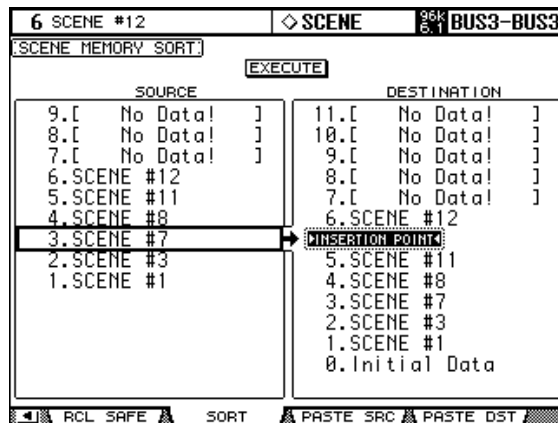 6 SCENE #12
◇ SCENE
96k 6.1 BUS3-BUS3
SCENE MEMORY SORT
EXECUTE
SOURCE
9.[ No Data! ]
8.[ No Data! ]
7.[ No Data! ]
6.SCENE #12
5.SCENE #11
4.SCENE #8
3.SCENE #7
2.SCENE #3
1.SCENE #1
DESTINATION
11.[ No Data! ]
10.[ No Data! ]
9.[ No Data! ]
8.[ No Data! ]
7.[ No Data! ]
6.SCENE #12
INSERTION POINT
5.SCENE #11
4.SCENE #8
3.SCENE #7
2.SCENE #3
1.SCENE #1
0.Initial Data
RCL SAFE
SORT
PASTE SRC
PASTE DST